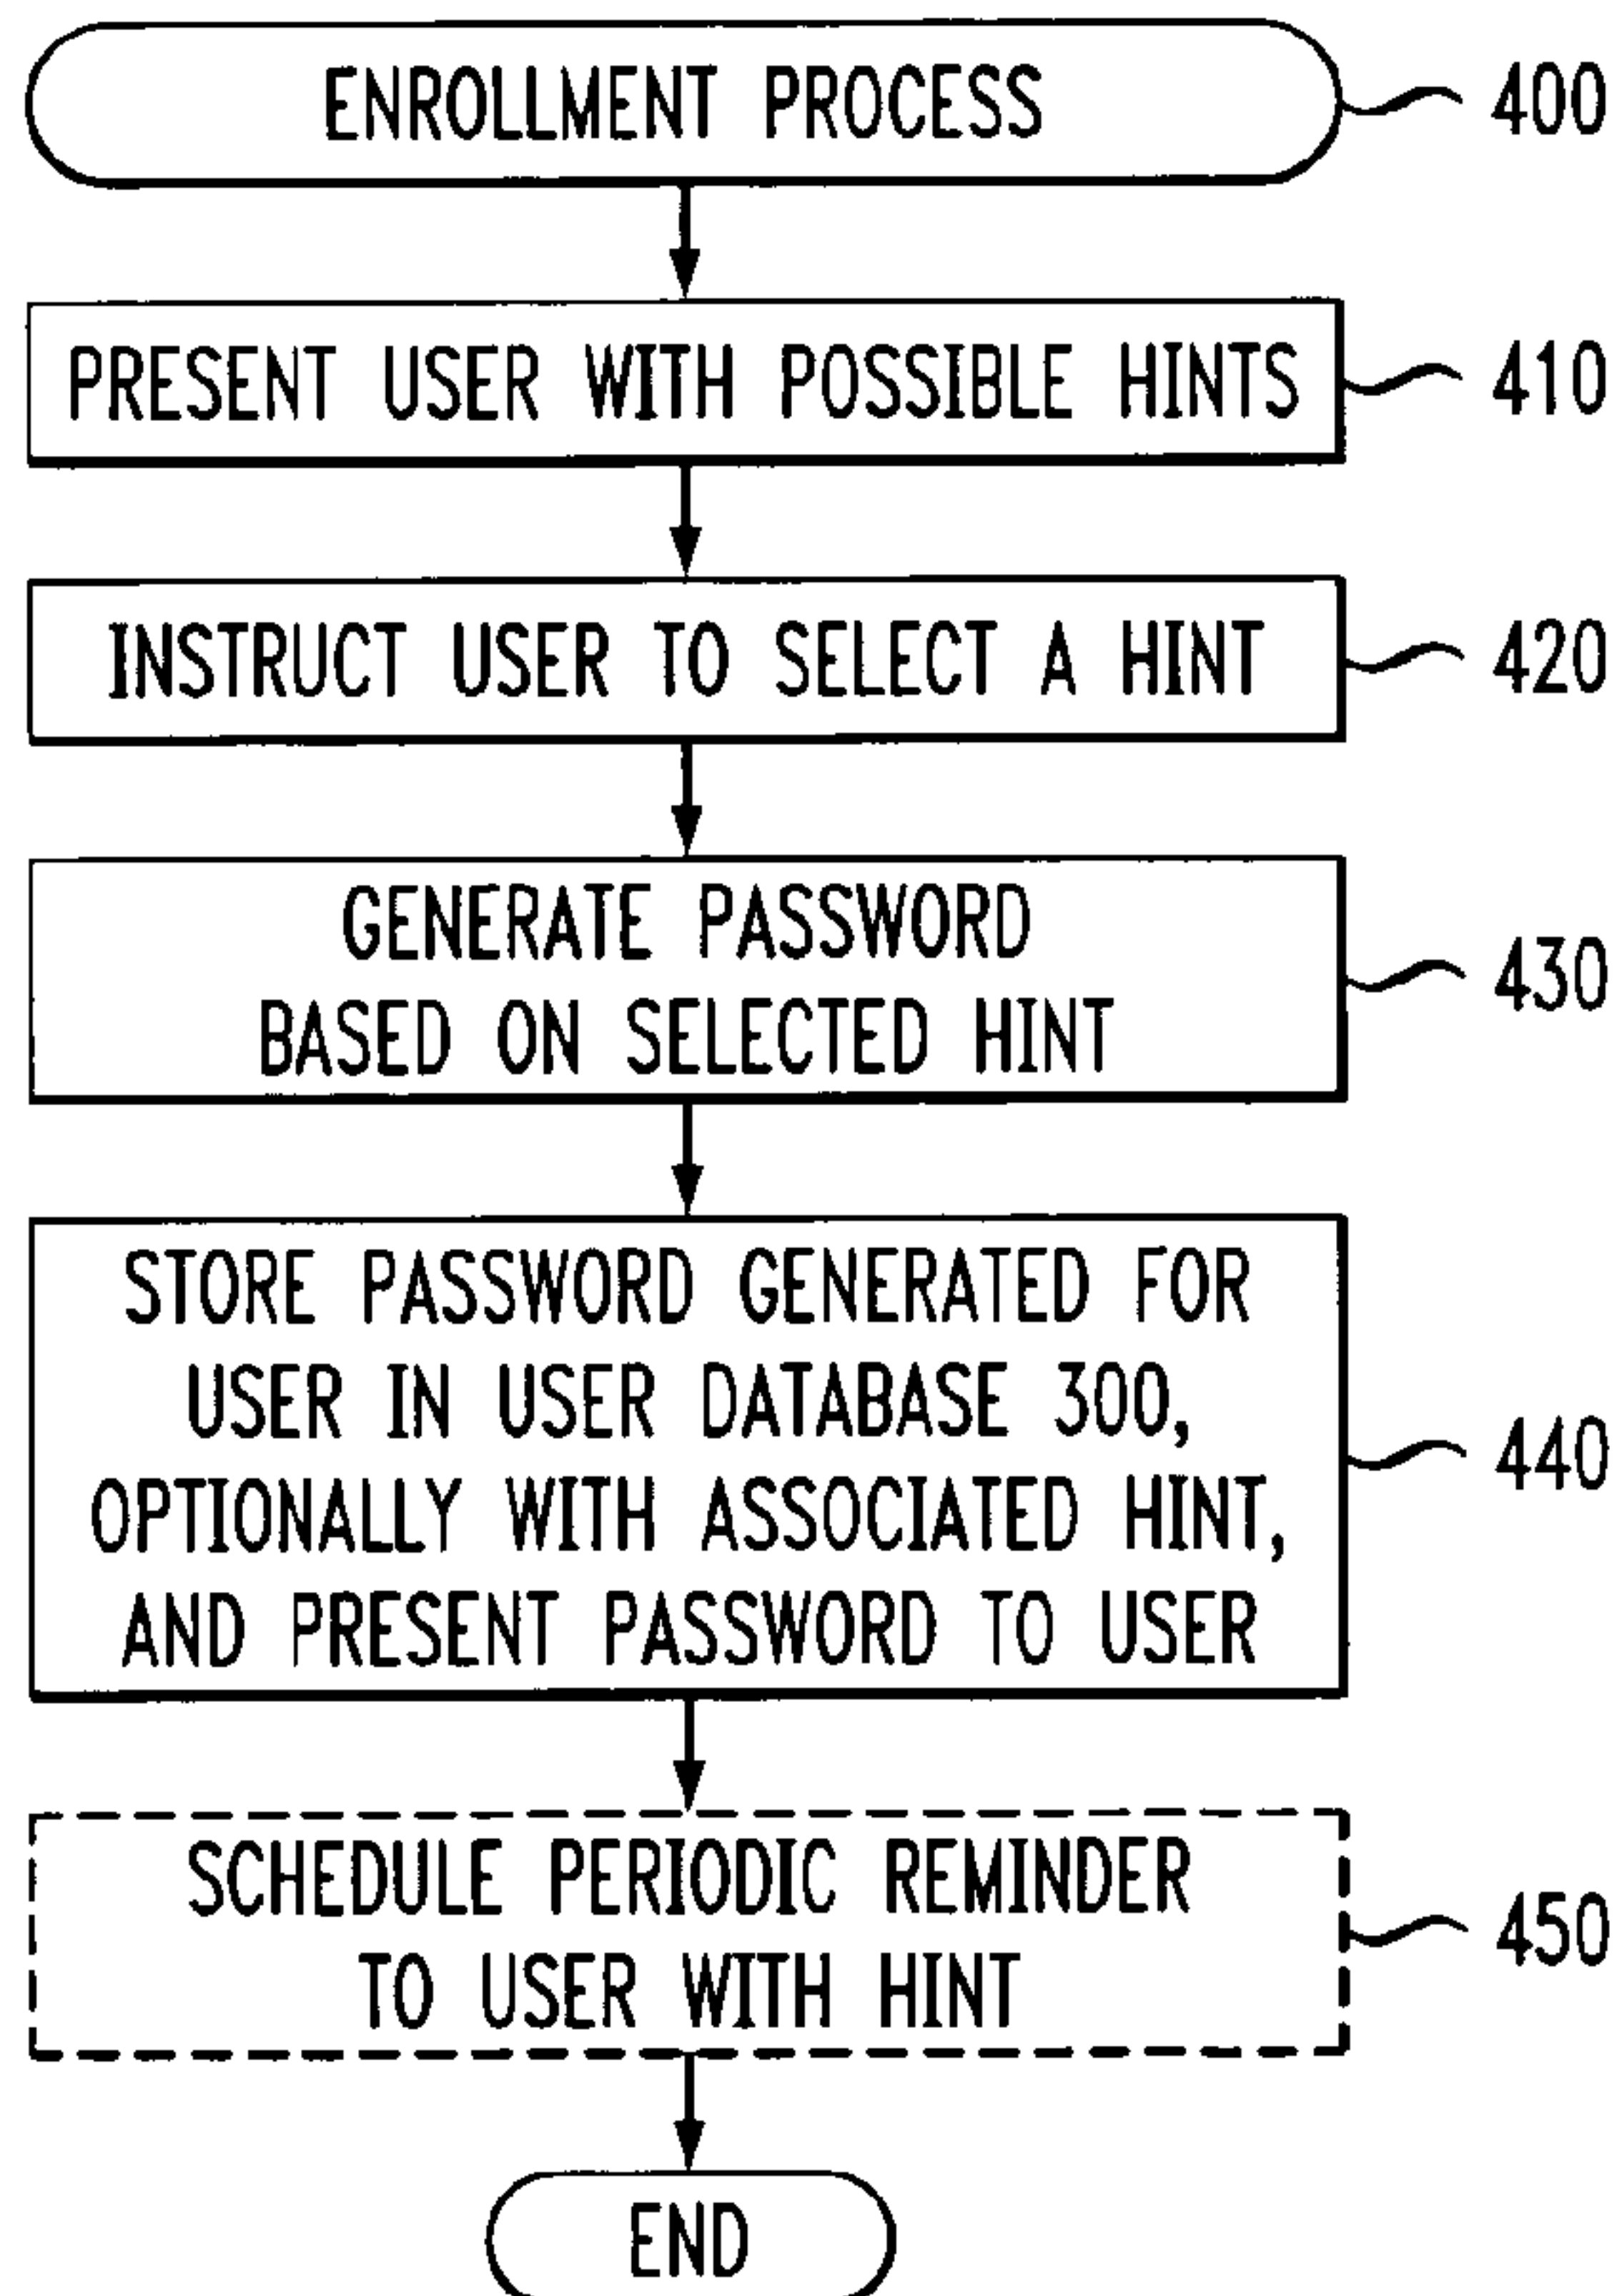 ENROLLMENT PROCESS
400
PRESENT USER WITH POSSIBLE HINTS
410
INSTRUCT USER TO SELECT A HINT
420
GENERATE PASSWORD
BASED ON SELECTED HINT
430
STORE PASSWORD GENERATED FOR
USER IN USER DATABASE 300,
OPTIONALLY WITH ASSOCIATED HINT,
AND PRESENT PASSWORD TO USER
440
SCHEDULE PERIODIC REMINDER
TO USER WITH HINT
450
END